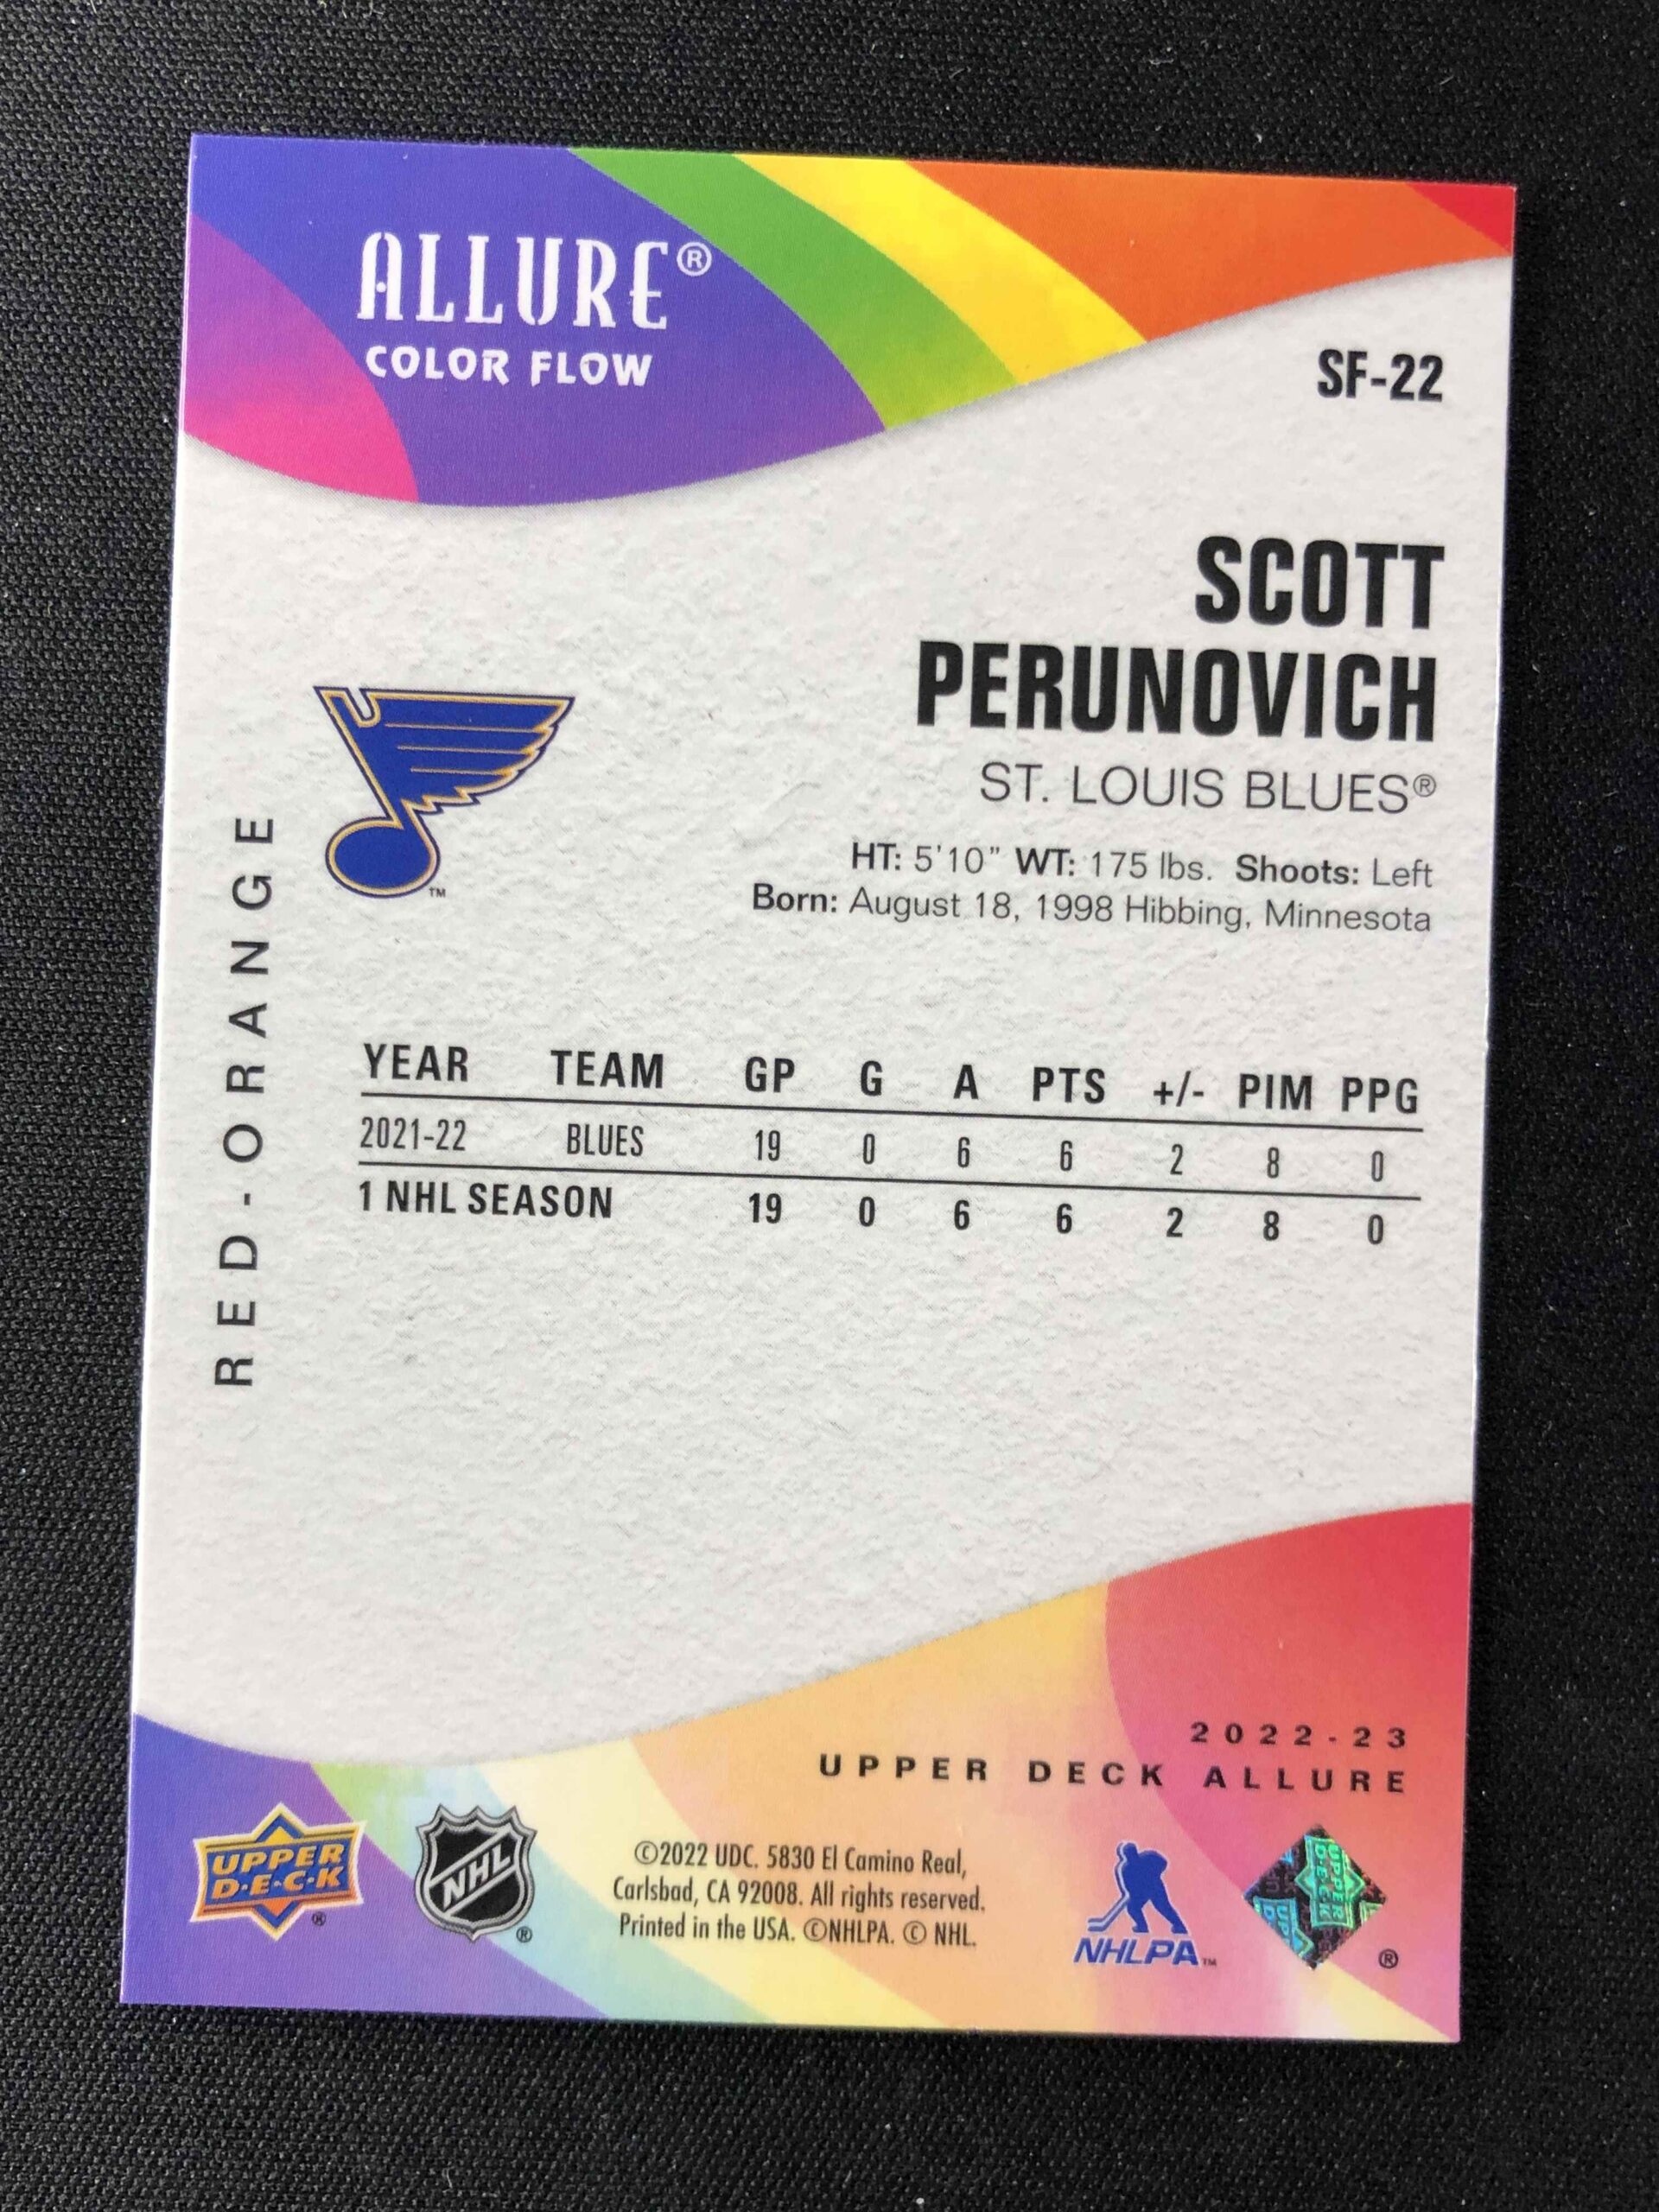 ALLURE®
COLOR FLOW
SF-22
SCOTT
PERUNOVICH
ST. LOUIS BLUES®
HT: 5'10" WT: 175 lbs. Shoots: Left
Born: August 18, 1998 Hibbing, Minnesota
™
RED-ORANGE
YEAR TEAM GP G A PTS +/- PIM PPG
2021-22 BLUES 19 0 6 6 2 8 0
1 NHL SEASON 19 0 6 6 2 8 0
2022-23
UPPER DECK ALLURE
UPPER
D·E·C·K
®
NHL
®
©2022 UDC. 5830 El Camino Real,
Carlsbad, CA 92008. All rights reserved.
Printed in the USA. ©NHLPA. © NHL.
NHLPA™
UPPER
DECK
®